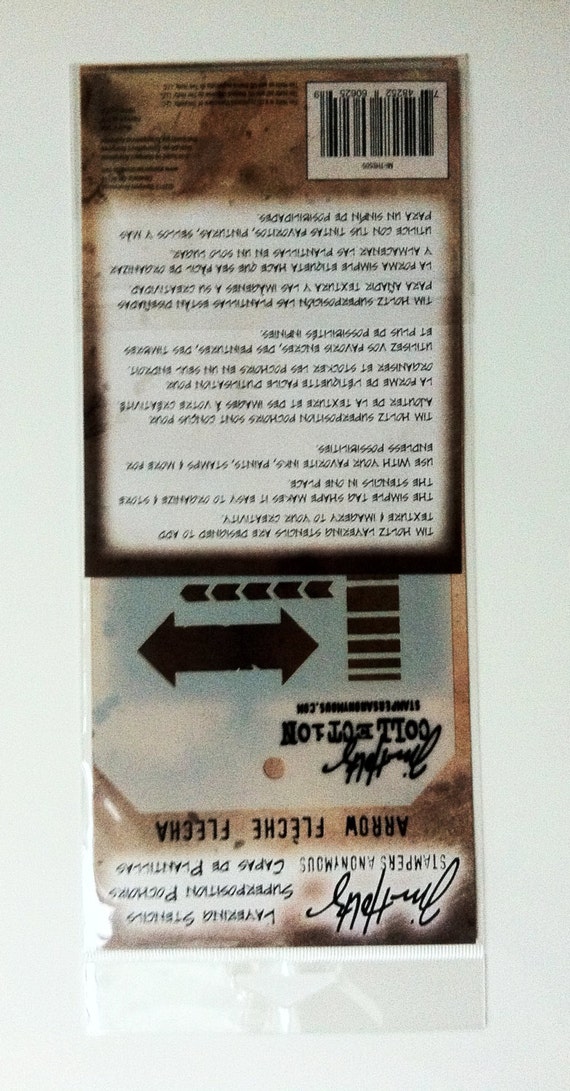 Tim Holtz
STAMPERS ANONYMOUS
LAYERING STENCILS
SUPERPOSITION POCHOIRS
CAPAS DE PLANTILLAS
ARROW FLÈCHE FLECHA
Tim Holtz
COLLECTION
STAMPERSANONYMOUS.COM
TIM HOLTZ LAYERING STENCILS ARE DESIGNED TO ADD
TEXTURE & IMAGERY TO YOUR CREATIVITY.
THE SIMPLE TAG SHAPE MAKES IT EASY TO ORGANIZE & STORE
THE STENCILS IN ONE PLACE.
USE WITH YOUR FAVORITE INKS, PAINTS, STAMPS & MORE FOR
ENDLESS POSSIBILITIES.
TIM HOLTZ SUPERPOSITION POCHOIRS SONT CONÇUS POUR
AJOUTER DE LA TEXTURE ET DES IMAGES À VOTRE CRÉATIVITÉ
LA FORME DE L'ÉTIQUETTE FACILE D'UTILISATION POUR
ORGANISER ET STOCKER LES POCHOIRS EN UN SEUL ENDROIT.
UTILISEZ VOS ENCRES FAVORIS, DES PEINTURES, DES TIMBRES
ET PLUS DE POSSIBILITÉS INFINIES.
TIM HOLTZ SUPERPOSICIÓN LAS PLANTILLAS ESTÁN DISEÑADAS
PARA AÑADIR TEXTURA Y LAS IMÁGENES A SU CREATIVIDAD.
LA FORMA SIMPLE ETIQUETA HACE QUE SEA FÁCIL DE ORGANIZAR
Y ALMACENAR LAS PLANTILLAS EN UN SOLO LUGAR.
UTILICE CON TUS TINTAS FAVORITOS, PINTURAS, SELLOS Y MÁS
PARA UN SINFÍN DE POSIBILIDADES.
7 48252 60625 9